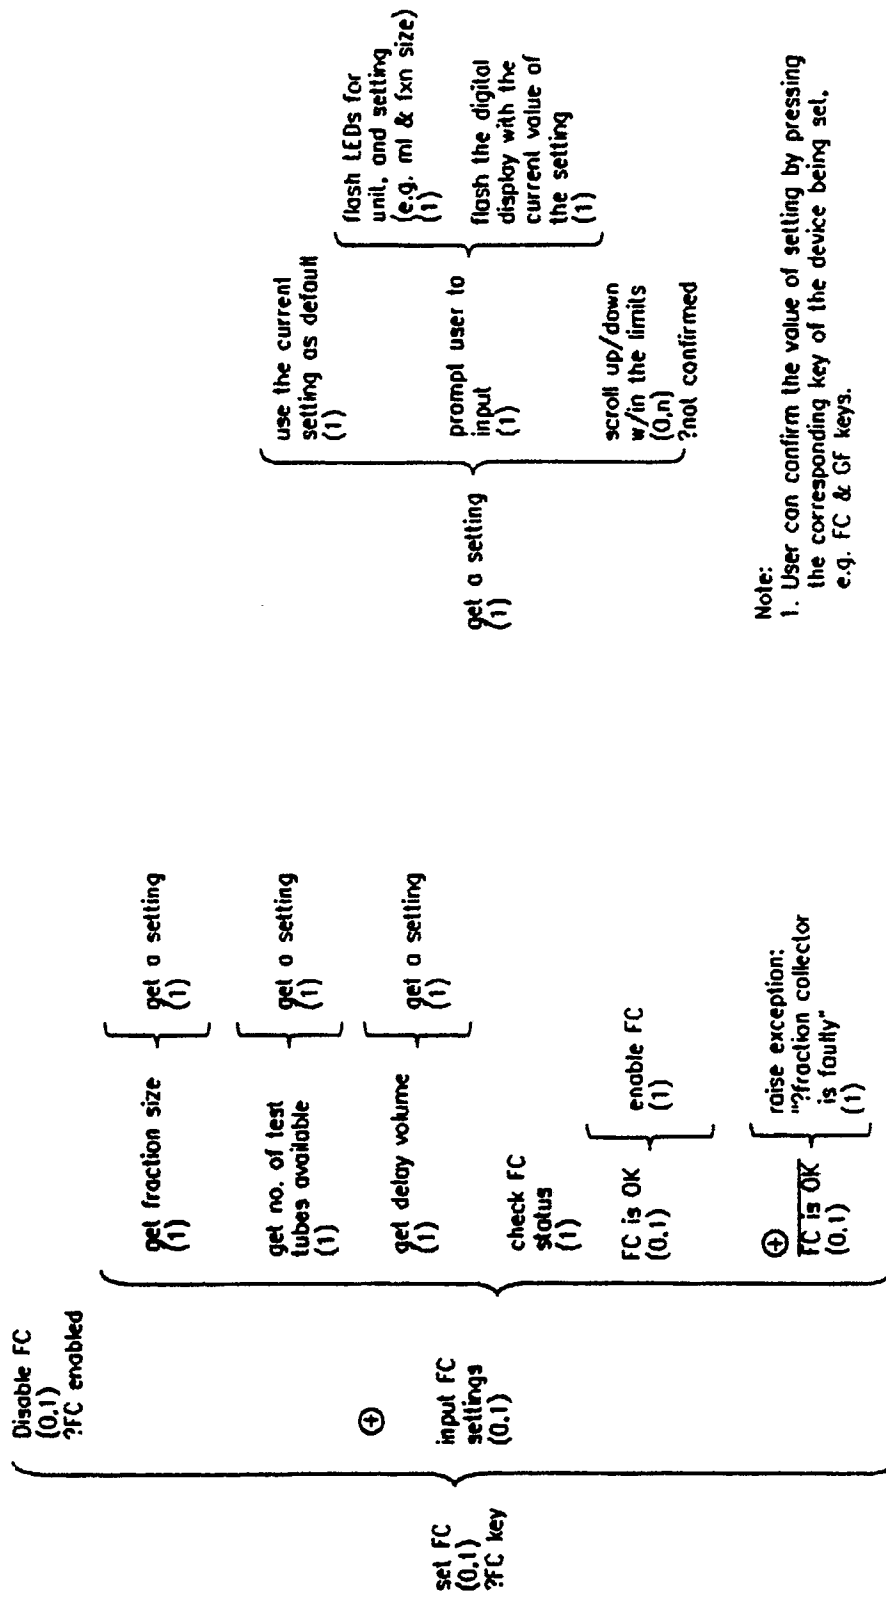 set FC
(0,1)
?FC key
Disable FC
(0,1)
?FC enabled
⊕
input FC
settings
(0,1)
get fraction size
(1)
get a setting
(1)
get no. of test
tubes available
(1)
get a setting
(1)
get delay volume
(1)
get a setting
(1)
check FC
status
(1)
FC is OK
(0,1)
enable FC
(1)
⊕
FC is OK
(0,1)
raise exception:
"?fraction collector
is faulty"
(1)
get a setting
(1)
use the current
setting as default
(1)
prompt user to
input
(1)
flash LEDs for
unit, and setting
(e.g. ml & fxn size)
(1)
flash the digital
display with the
current value of
the setting
(1)
scroll up/down
w/in the limits
(0,n)
?not confirmed
Note:
1. User can confirm the value of setting by pressing
the corresponding key of the device being set,
e.g. FC & GF keys.